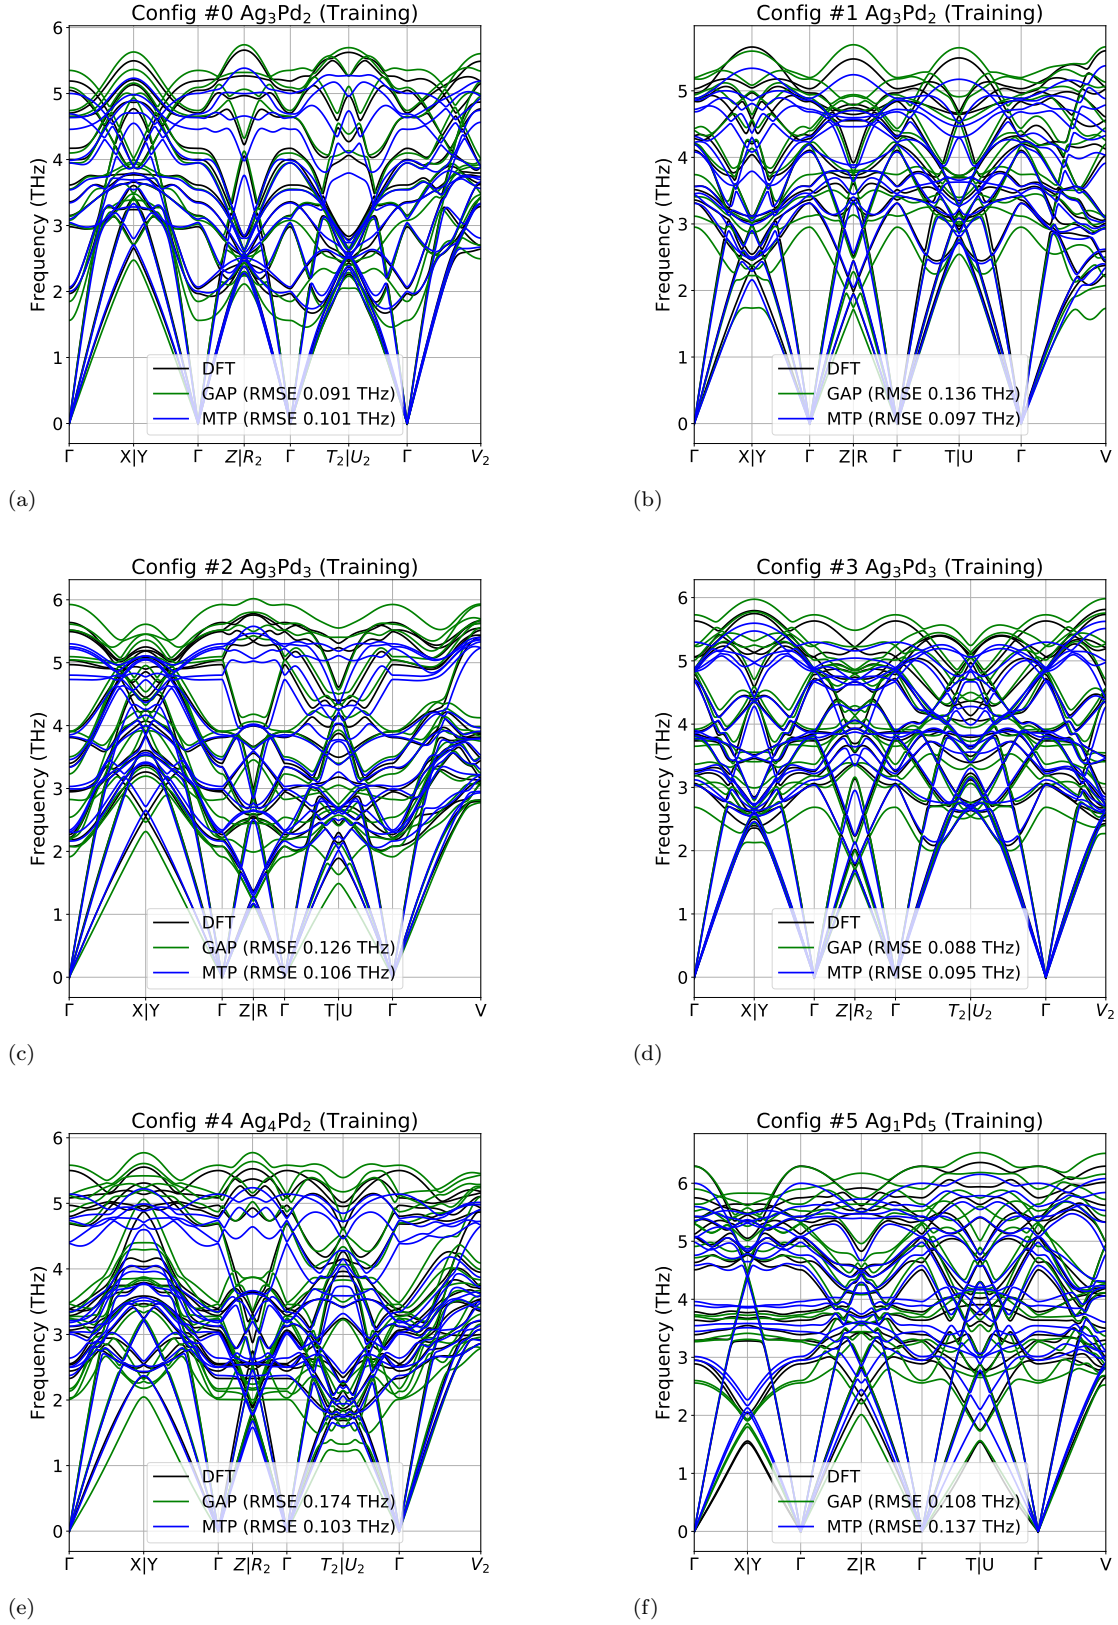 Config #0 Ag₃Pd₂ (Training)
Frequency (THz)
6
5
4
3
2
1
0
DFT
GAP (RMSE 0.091 THz)
MTP (RMSE 0.101 THz)
Γ X|Y Γ Z|R₂ Γ T₂|U₂ Γ V₂
(a)
Config #1 Ag₃Pd₂ (Training)
Frequency (THz)
5
4
3
2
1
0
DFT
GAP (RMSE 0.136 THz)
MTP (RMSE 0.097 THz)
Γ X|Y Γ Z|R Γ T|U Γ V
(b)
Config #2 Ag₃Pd₃ (Training)
Frequency (THz)
6
5
4
3
2
1
0
DFT
GAP (RMSE 0.126 THz)
MTP (RMSE 0.106 THz)
Γ X|Y Γ Z|R Γ T|U Γ V
(c)
Config #3 Ag₃Pd₃ (Training)
Frequency (THz)
6
5
4
3
2
1
0
DFT
GAP (RMSE 0.088 THz)
MTP (RMSE 0.095 THz)
Γ X|Y Γ Z|R₂ Γ T₂|U₂ Γ V₂
(d)
Config #4 Ag₄Pd₂ (Training)
Frequency (THz)
6
5
4
3
2
1
0
DFT
GAP (RMSE 0.174 THz)
MTP (RMSE 0.103 THz)
Γ X|Y Γ Z|R₂ Γ T₂|U₂ Γ V₂
(e)
Config #5 Ag₁Pd₅ (Training)
Frequency (THz)
6
5
4
3
2
1
0
DFT
GAP (RMSE 0.108 THz)
MTP (RMSE 0.137 THz)
Γ X|Y Γ Z|R Γ T|U Γ V
(f)